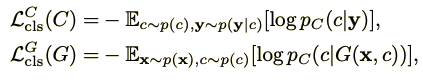 $\mathcal{L}_{\text{cls}}^{C}(C) = -\mathbb{E}_{c \sim p(c), \mathbf{y} \sim p(\mathbf{y}|c)}[\log p_C(c|\mathbf{y})],$
$\mathcal{L}_{\text{cls}}^{G}(G) = -\mathbb{E}_{\mathbf{x} \sim p(\mathbf{x}), c \sim p(c)}[\log p_C(c|G(\mathbf{x}, c))],$